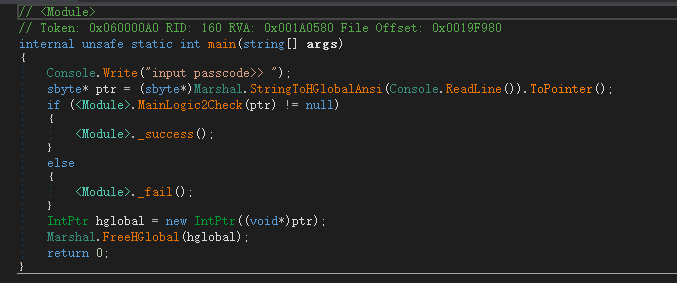 // <Module>
// Token: 0x060000A0 RID: 160 RVA: 0x001A0580 File Offset: 0x0019F980
internal unsafe static int main(string[] args)
{
    Console.Write("input passcode>> ");
    sbyte* ptr = (sbyte*)Marshal.StringToHGlobalAnsi(Console.ReadLine()).ToPointer();
    if (<Module>.MainLogic2Check(ptr) != null)
    {
        <Module>._success();
    }
    else
    {
        <Module>._fail();
    }
    IntPtr hglobal = new IntPtr((void*)ptr);
    Marshal.FreeHGlobal(hglobal);
    return 0;
}